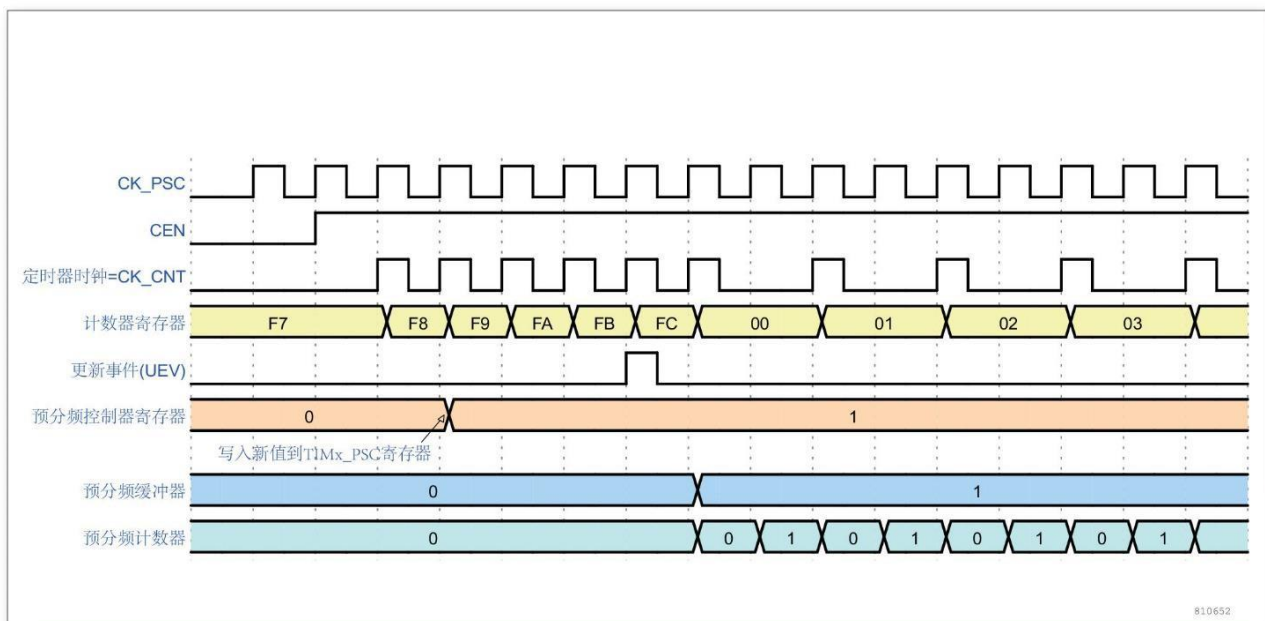 CK_PSC
CEN
定时器时钟=CK_CNT
计数器寄存器 F7 F8 F9 FA FB FC 00 01 02 03
更新事件(UEV)
预分频控制器寄存器 0 1
写入新值到TIMx_PSC寄存器
预分频缓冲器 0 1
预分频计数器 0 0 1 0 1 0 1 0 1
810652